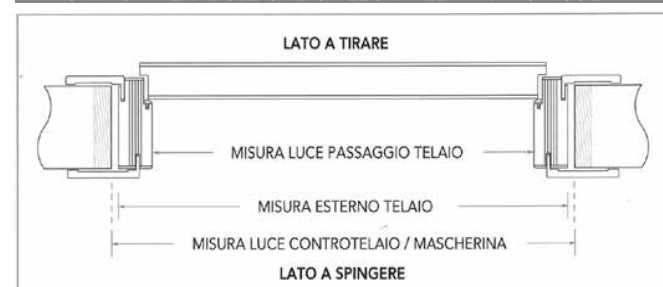 LATO A TIRARE
MISURA LUCE PASSAGGIO TELAIO
MISURA ESTERNO TELAIO
MISURA LUCE CONTROTELAIO / MASCHERINA
LATO A SPINGERE